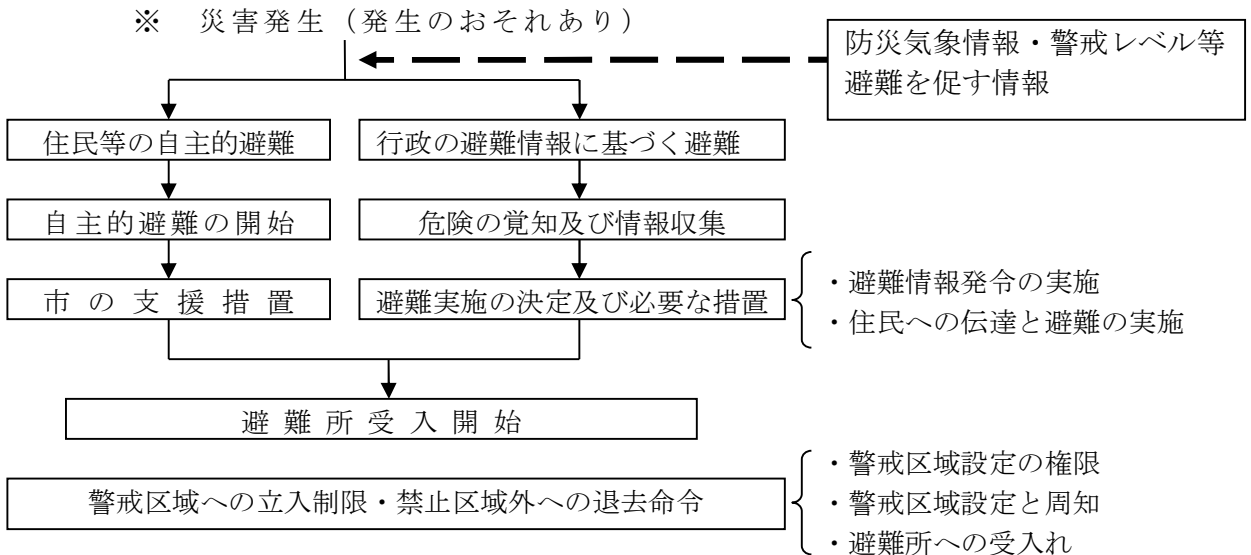 ※ 災害発生（発生のおそれあり）
防災気象情報・警戒レベル等
避難を促す情報
住民等の自主的避難
行政の避難情報に基づく避難
自主的避難の開始
危険の覚知及び情報収集
市の支援措置
避難実施の決定及び必要な措置
・避難情報発令の実施
・住民への伝達と避難の実施
避難所受入開始
警戒区域への立入制限・禁止区域外への退去命令
・警戒区域設定の権限
・警戒区域設定と周知
・避難所への受入れ